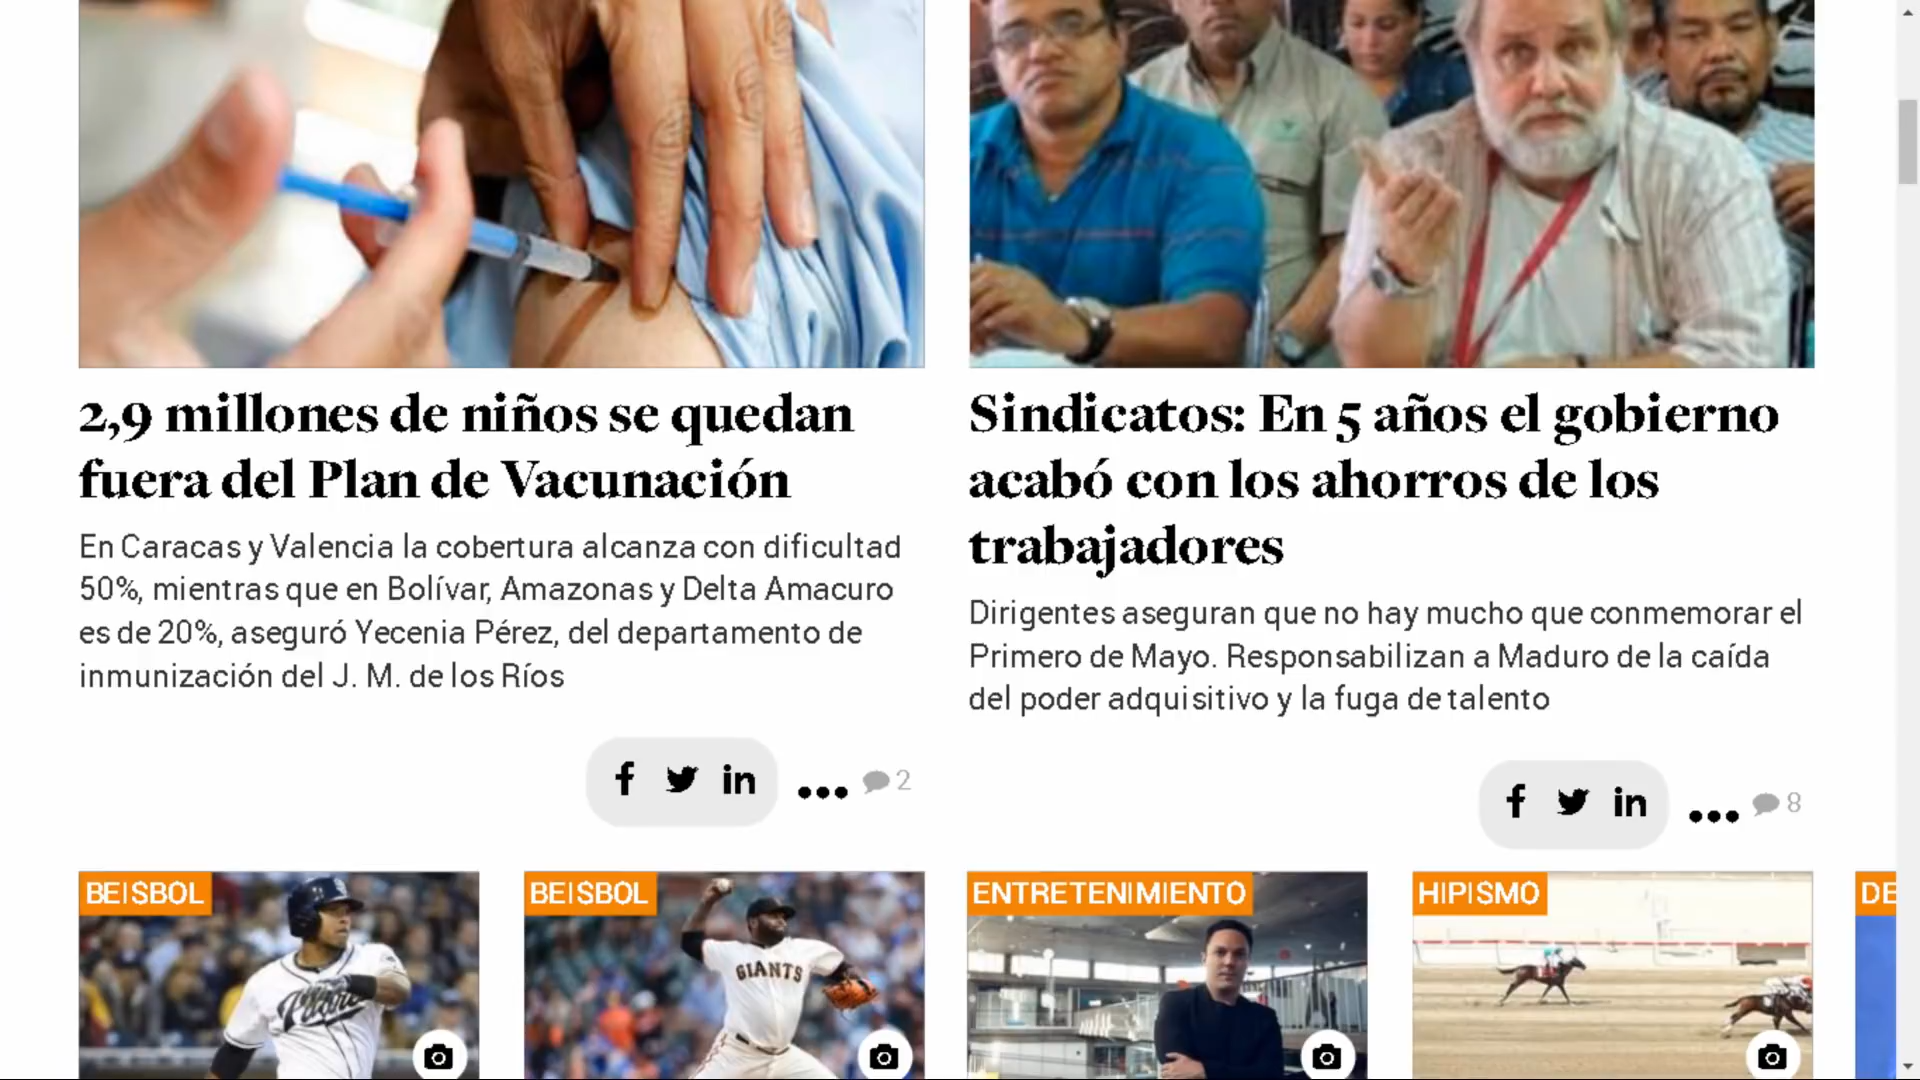 2,9 millones de niños se quedan
fuera del Plan de Vacunación
En Caracas y Valencia la cobertura alcanza con dificultad
50%, mientras que en Bolívar, Amazonas y Delta Amacuro
es de 20%, aseguró Yecenia Pérez, del departamento de
inmunización del J. M. de los Ríos
2
Sindicatos: En 5 años el gobierno
acabó con los ahorros de los
trabajadores
Dirigentes aseguran que no hay mucho que conmemorar el
Primero de Mayo. Responsabilizan a Maduro de la caída
del poder adquisitivo y la fuga de talento
8
BEISBOL
BEISBOL
ENTRETENIMIENTO
HIPISMO
DE
Padres
GIANTS